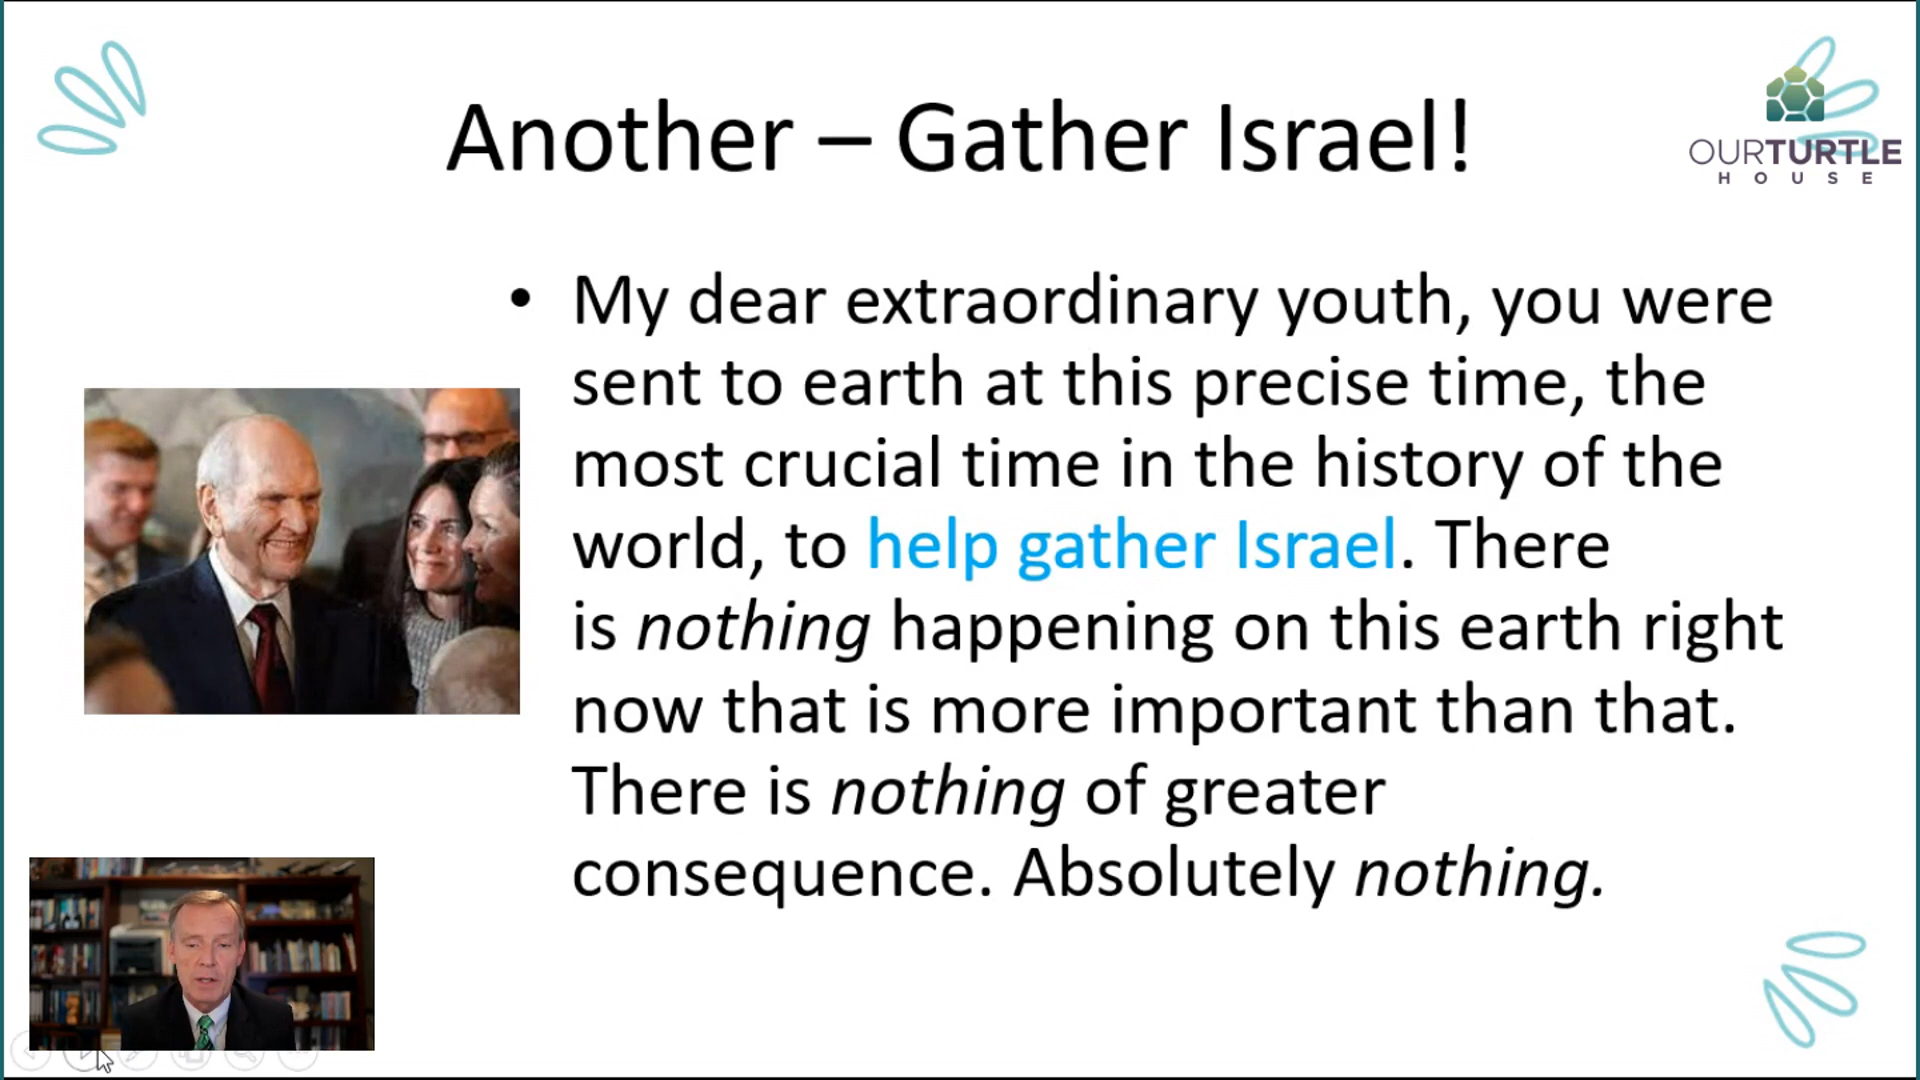 Another – Gather Israel!
OURTURTLE
HOUSE
• My dear extraordinary youth, you were
sent to earth at this precise time, the
most crucial time in the history of the
world, to help gather Israel. There
is nothing happening on this earth right
now that is more important than that.
There is nothing of greater
consequence. Absolutely nothing.